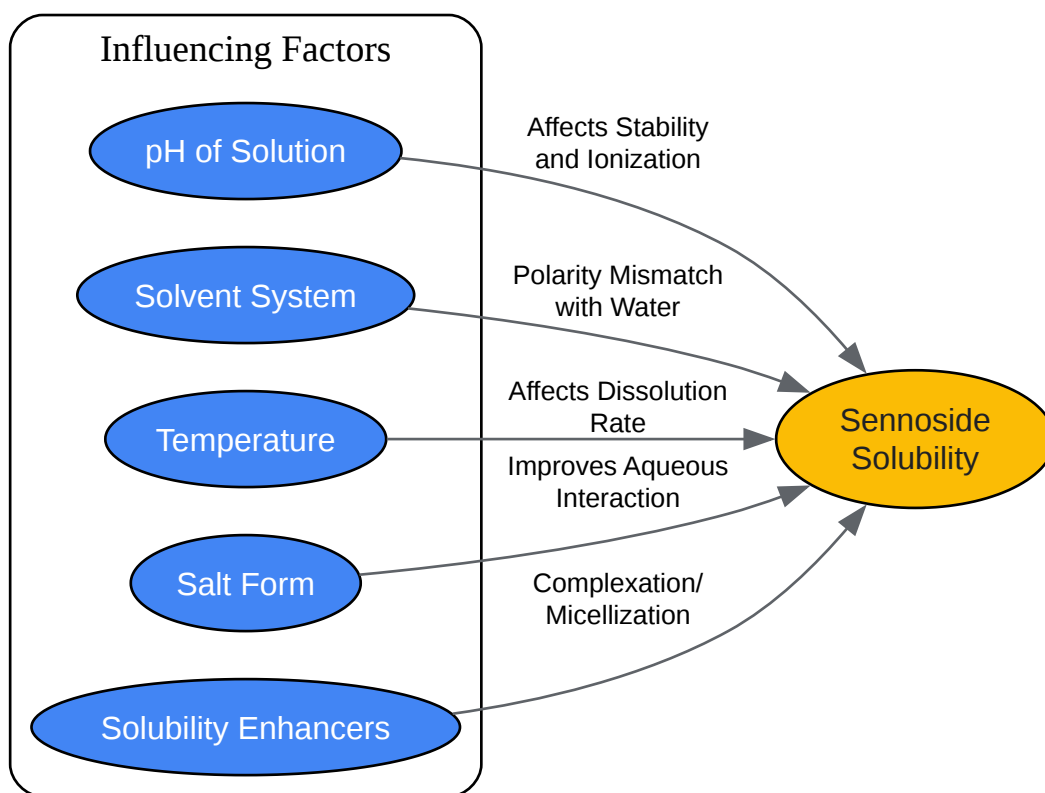 Influencing Factors
pH of Solution
Affects Stability
and Ionization
Solvent System
Polarity Mismatch
with Water
Temperature
Affects Dissolution
Rate
Salt Form
Improves Aqueous
Interaction
Solubility Enhancers
Complexation/
Micellization
Sennoside
Solubility